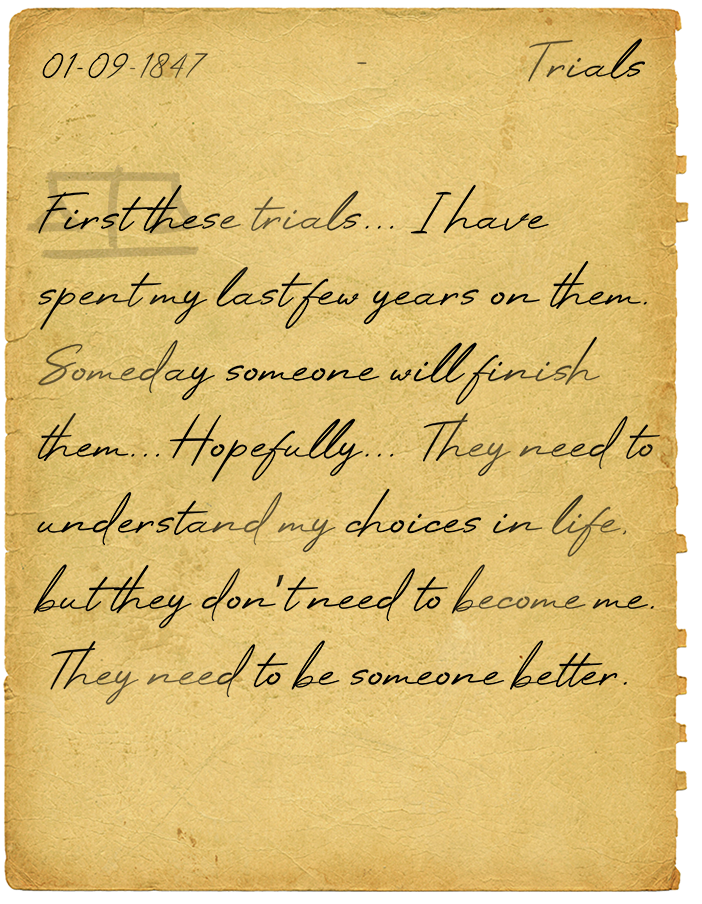 01-09-1847 - Trials
First these trials... I have
spent my last few years on them.
Someday someone will finish
them... Hopefully... They need to
understand my choices in life.
but they don't need to become me.
They need to be someone better.